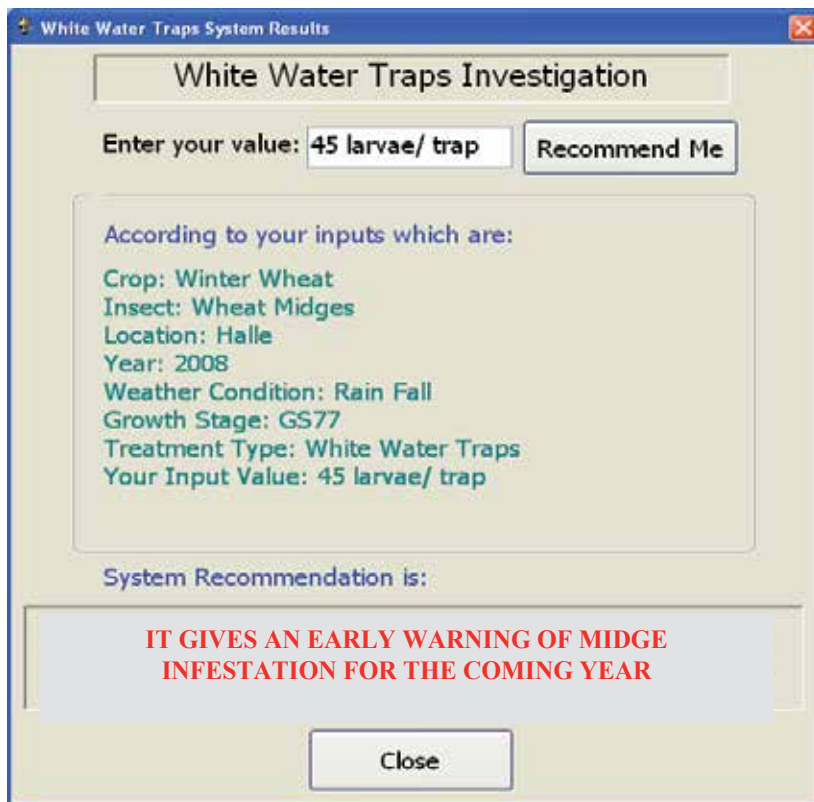 White Water Traps System Results
White Water Traps Investigation
Enter your value: 45 larvae/ trap Recommend Me
According to your inputs which are:
Crop: Winter Wheat
Insect: Wheat Midges
Location: Halle
Year: 2008
Weather Condition: Rain Fall
Growth Stage: GS77
Treatment Type: White Water Traps
Your Input Value: 45 larvae/ trap
System Recommendation is:
IT GIVES AN EARLY WARNING OF MIDGE
INFESTATION FOR THE COMING YEAR
Close